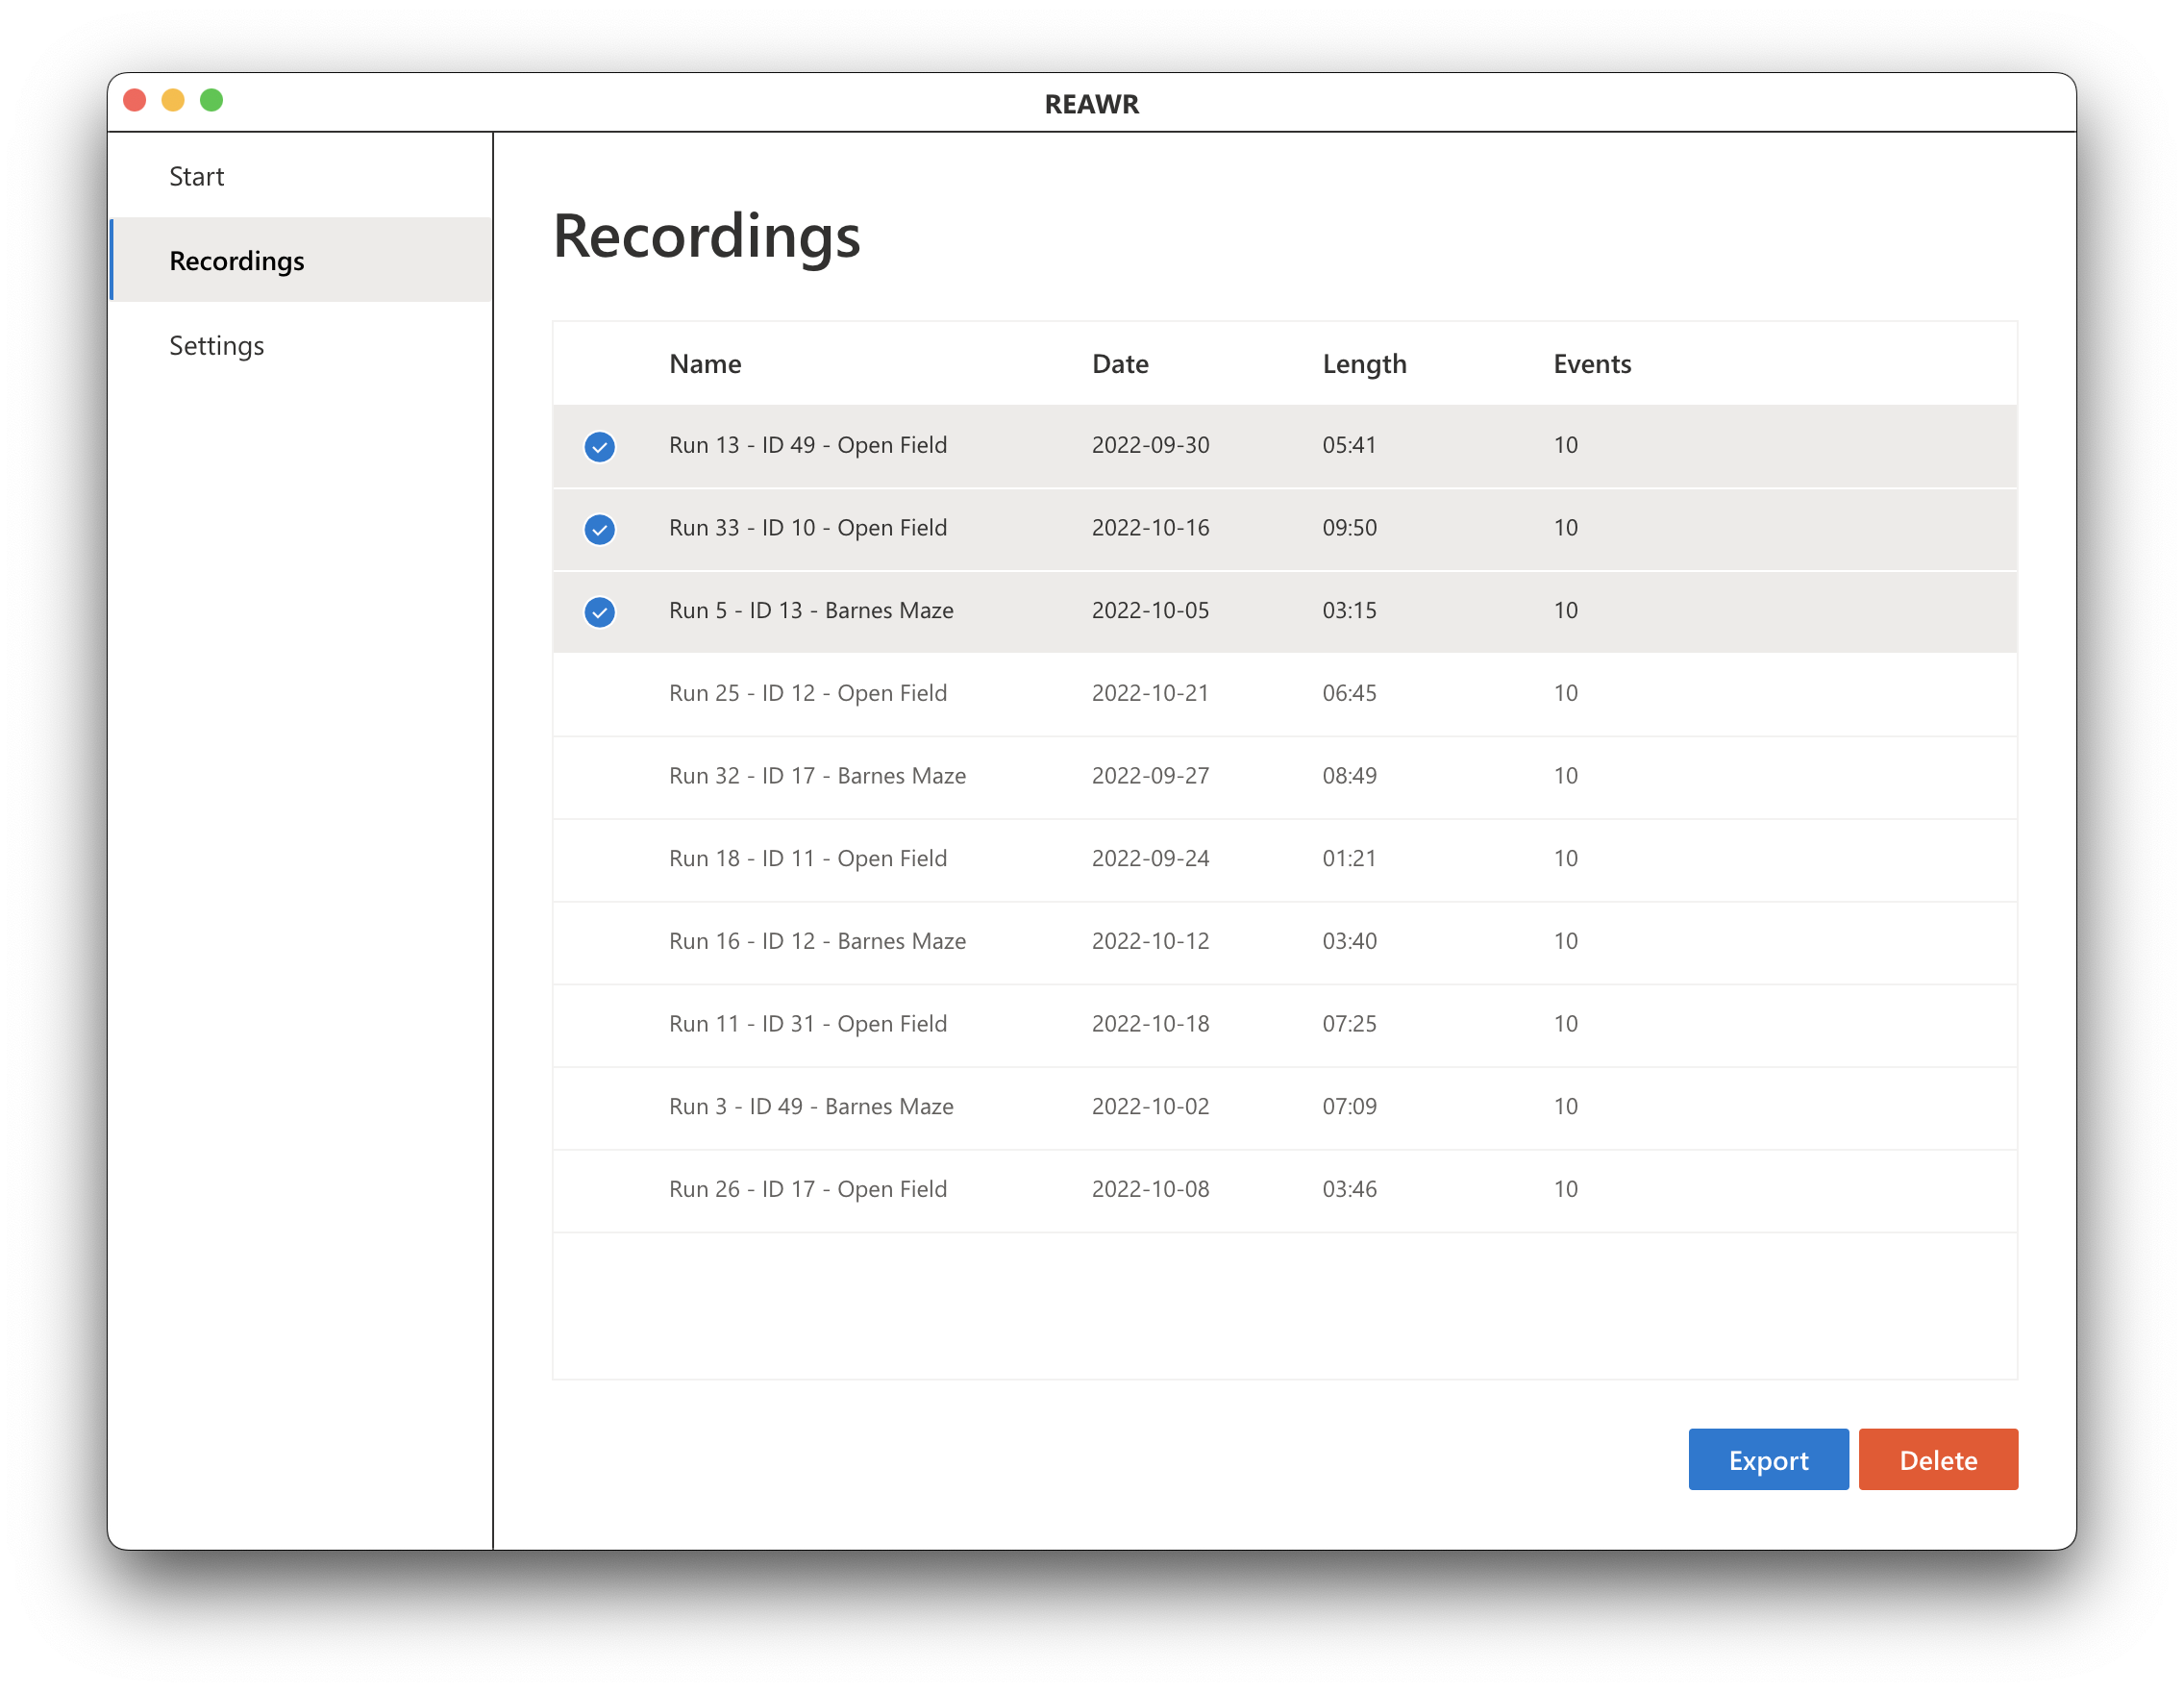 REAWR
Start
Recordings
Settings
Recordings
Name Date Length Events
Run 13 - ID 49 - Open Field 2022-09-30 05:41 10
Run 33 - ID 10 - Open Field 2022-10-16 09:50 10
Run 5 - ID 13 - Barnes Maze 2022-10-05 03:15 10
Run 25 - ID 12 - Open Field 2022-10-21 06:45 10
Run 32 - ID 17 - Barnes Maze 2022-09-27 08:49 10
Run 18 - ID 11 - Open Field 2022-09-24 01:21 10
Run 16 - ID 12 - Barnes Maze 2022-10-12 03:40 10
Run 11 - ID 31 - Open Field 2022-10-18 07:25 10
Run 3 - ID 49 - Barnes Maze 2022-10-02 07:09 10
Run 26 - ID 17 - Open Field 2022-10-08 03:46 10
Export Delete